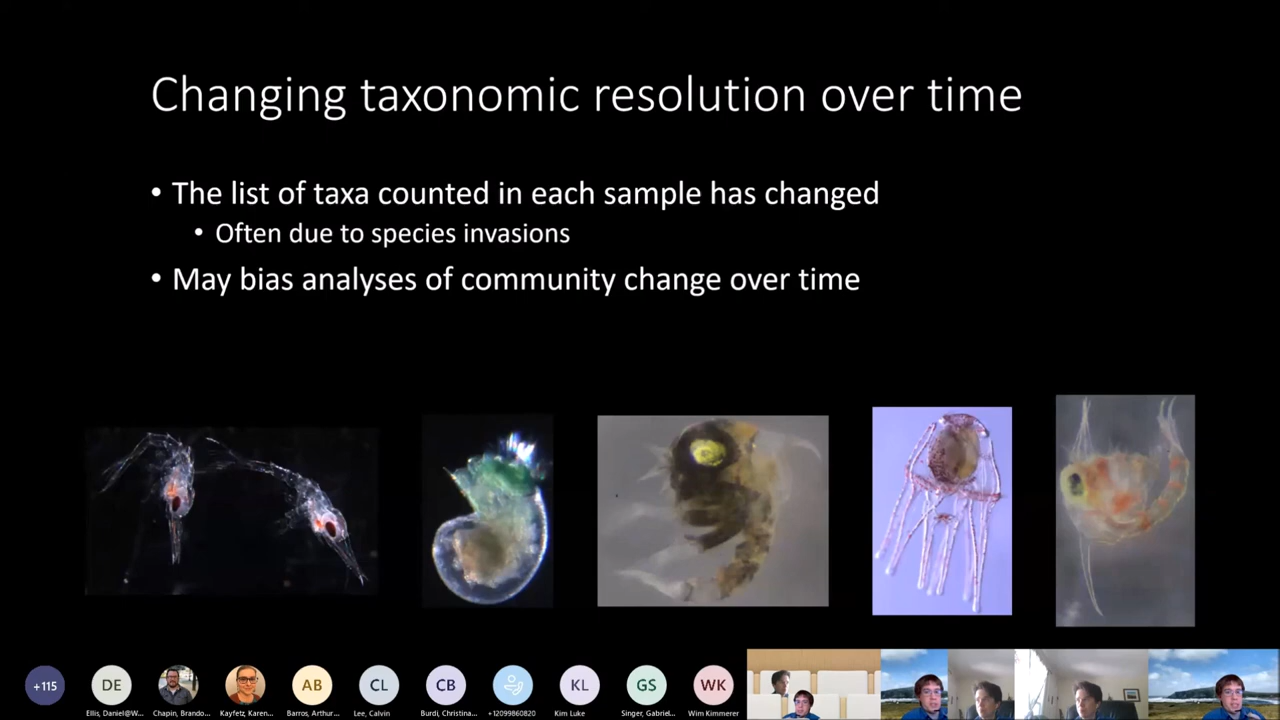 Changing taxonomic resolution over time
• The list of taxa counted in each sample has changed
• Often due to species invasions
• May bias analyses of community change over time
+115
DE
AB
CL
CB
KL
GS
WK
Ellis, Daniel@W...
Chapin, Brando...
Kayfetz, Karen...
Barros, Arthur...
Lee, Calvin
Burdi, Christina...
+12099860820
Kim Luke
Singer, Gabriel...
Wim Kimmerer